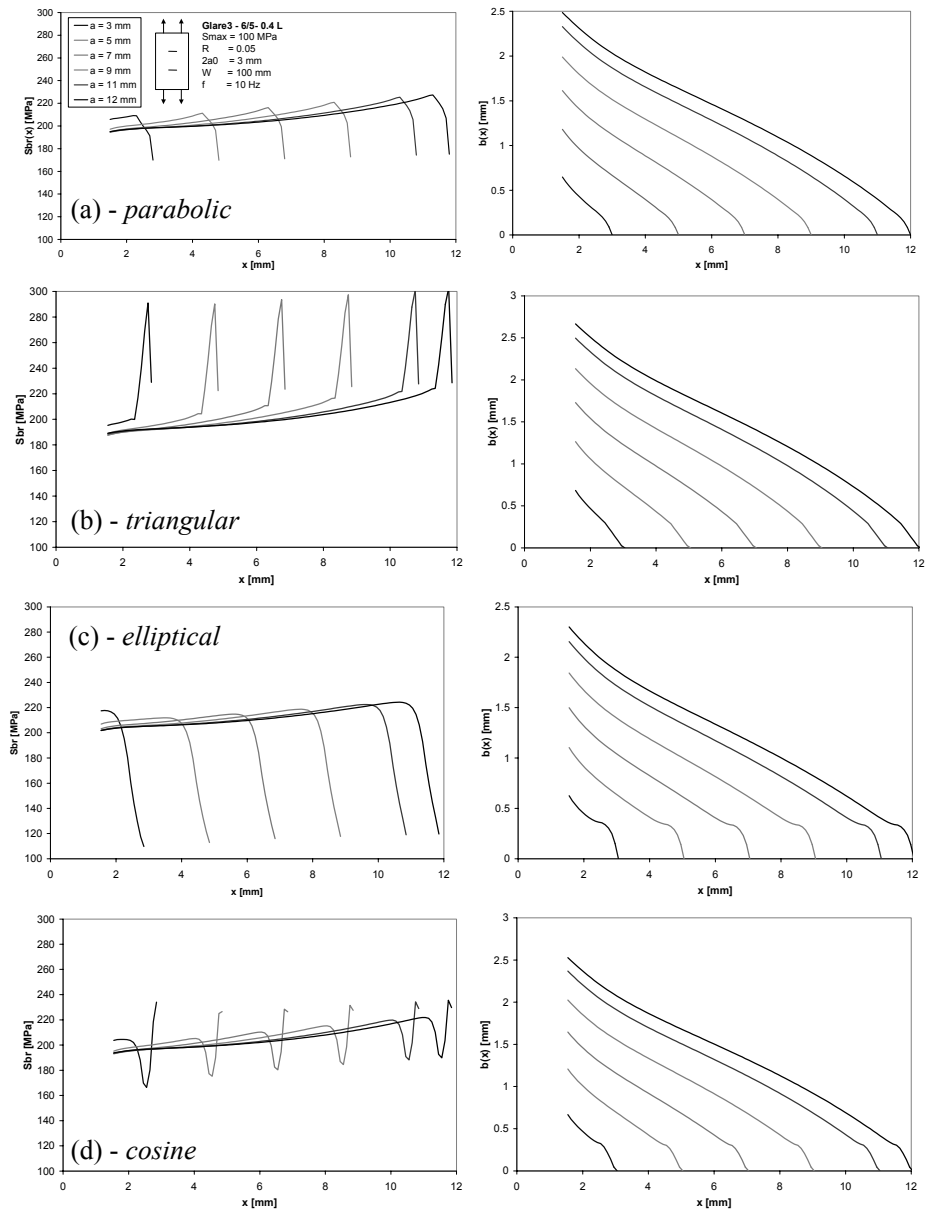 a = 3 mm
a = 5 mm
a = 7 mm
a = 9 mm
a = 11 mm
a = 12 mm
Glare3 - 6/5- 0.4 L
Smax = 100 MPa
R = 0.05
2a0 = 3 mm
W = 100 mm
f = 10 Hz
Sbr(x) [MPa]
300
280
260
240
220
200
180
160
140
120
100
0 2 4 6 8 10 12
x [mm]
(a) - parabolic
b(x) [mm]
2.5
2
1.5
1
0.5
0
0 2 4 6 8 10 12
x [mm]
Sbr [MPa]
300
280
260
240
220
200
180
160
140
120
100
0 2 4 6 8 10 12
x [mm]
(b) - triangular
b(x) [mm]
3
2.5
2
1.5
1
0.5
0
0 2 4 6 8 10 12
x [mm]
(c) - elliptical
Sbr [MPa]
300
280
260
240
220
200
180
160
140
120
100
0 2 4 6 8 10 12
x [mm]
b(x) [mm]
2.5
2
1.5
1
0.5
0
0 2 4 6 8 10 12
x [mm]
Sbr [MPa]
300
280
260
240
220
200
180
160
140
120
100
0 2 4 6 8 10 12
x [mm]
(d) - cosine
b(x) [mm]
3
2.5
2
1.5
1
0.5
0
0 2 4 6 8 10 12
x [mm]